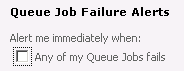 Queue Job Failure Alerts
Alert me immediately when:
Any of my Queue Jobs fails